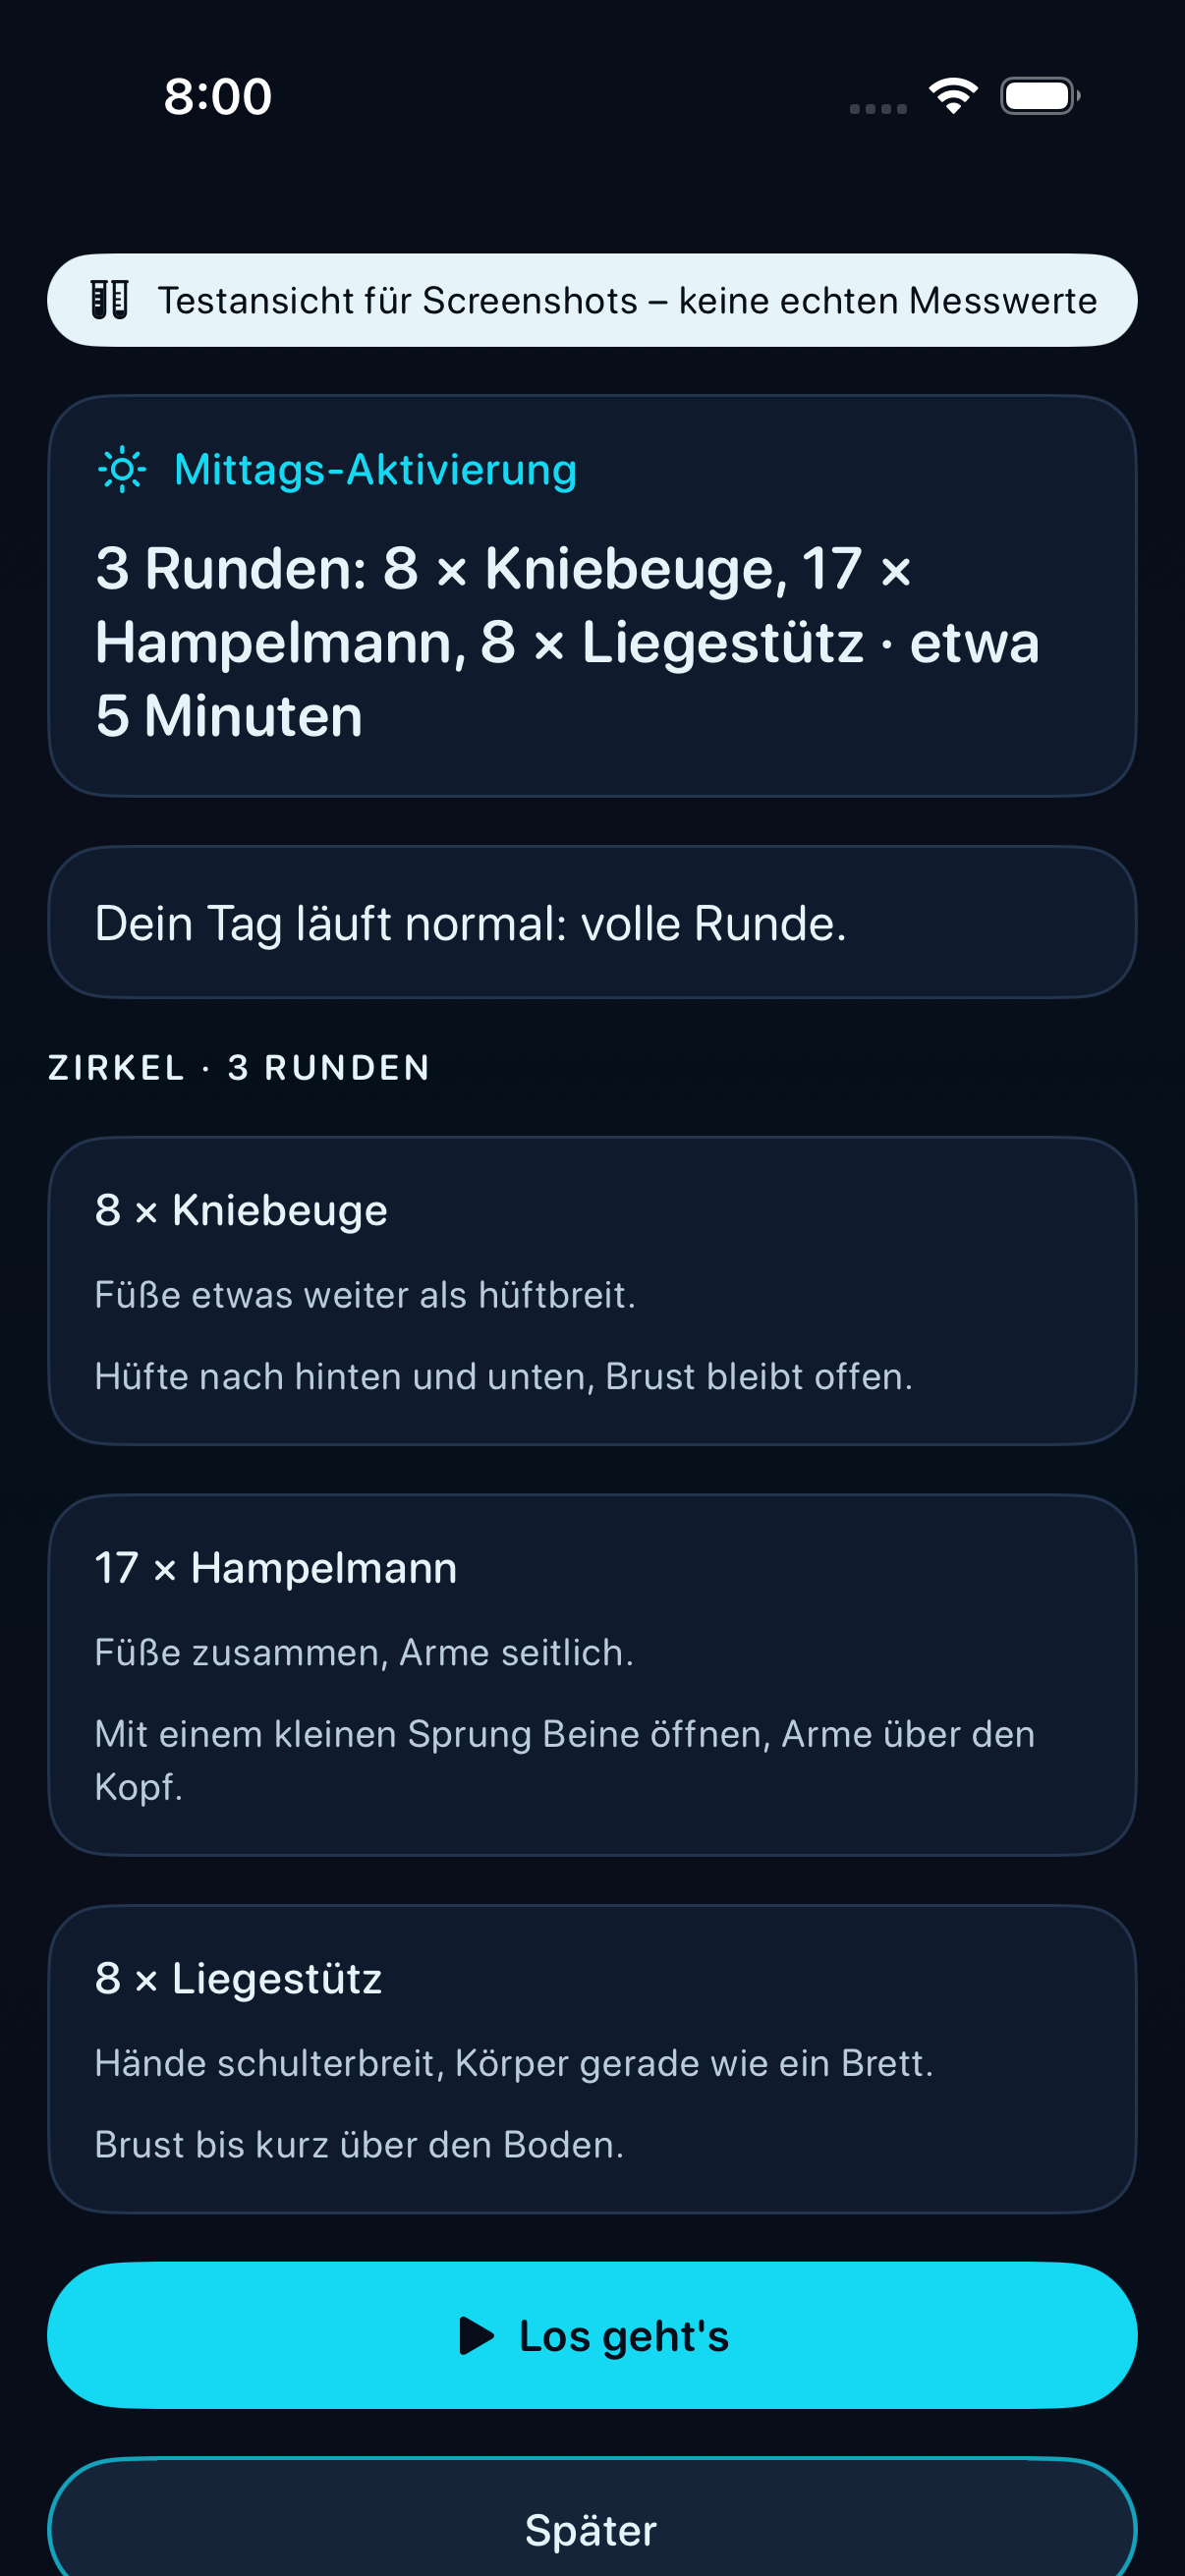 8:00
Testansicht für Screenshots – keine echten Messwerte
Mittags-Aktivierung
3 Runden: 8 × Kniebeuge, 17 ×
Hampelmann, 8 × Liegestütz · etwa
5 Minuten
Dein Tag läuft normal: volle Runde.
ZIRKEL · 3 RUNDEN
8 × Kniebeuge
Füße etwas weiter als hüftbreit.
Hüfte nach hinten und unten, Brust bleibt offen.
17 × Hampelmann
Füße zusammen, Arme seitlich.
Mit einem kleinen Sprung Beine öffnen, Arme über den
Kopf.
8 × Liegestütz
Hände schulterbreit, Körper gerade wie ein Brett.
Brust bis kurz über den Boden.
Los geht's
Später